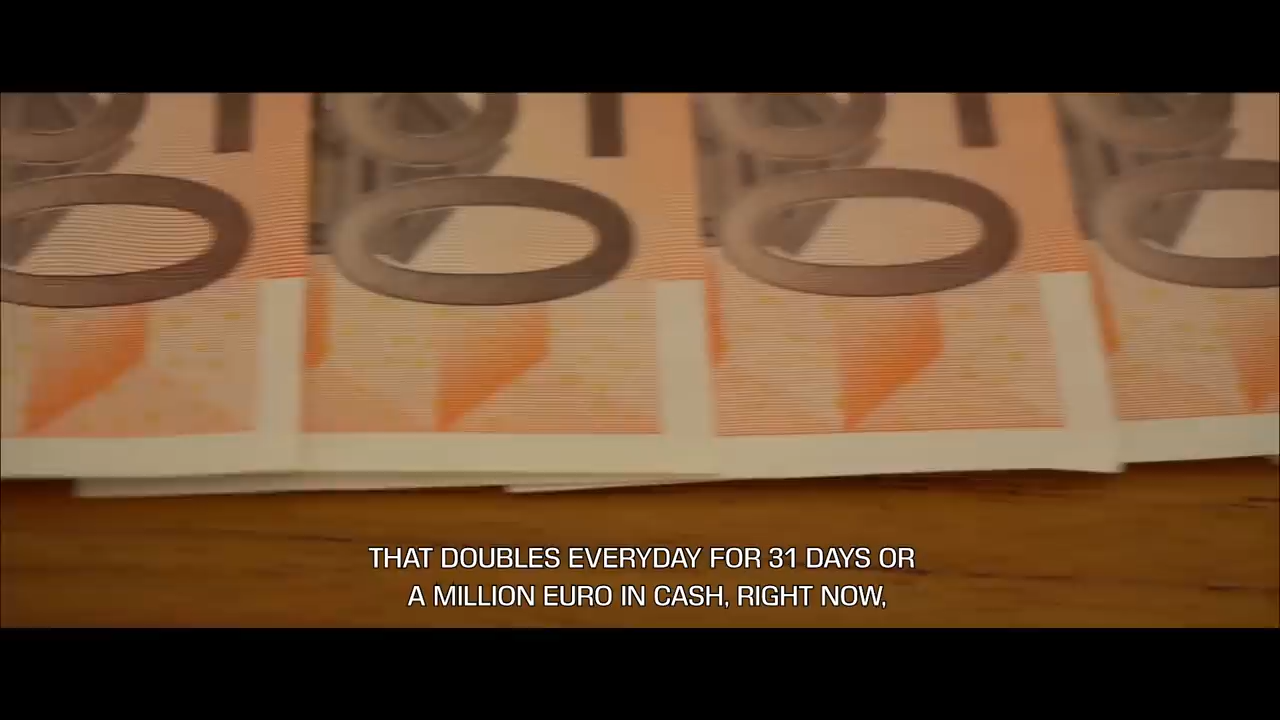 THAT DOUBLES EVERYDAY FOR 31 DAYS OR
A MILLION EURO IN CASH, RIGHT NOW,